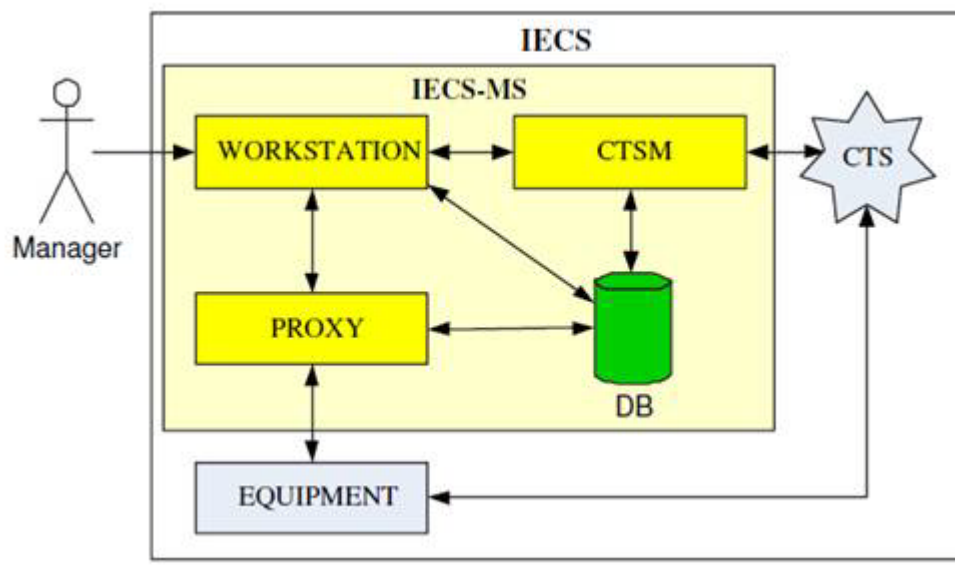 IECS
IECS-MS
WORKSTATION
CTSM
CTS
Manager
PROXY
DB
EQUIPMENT